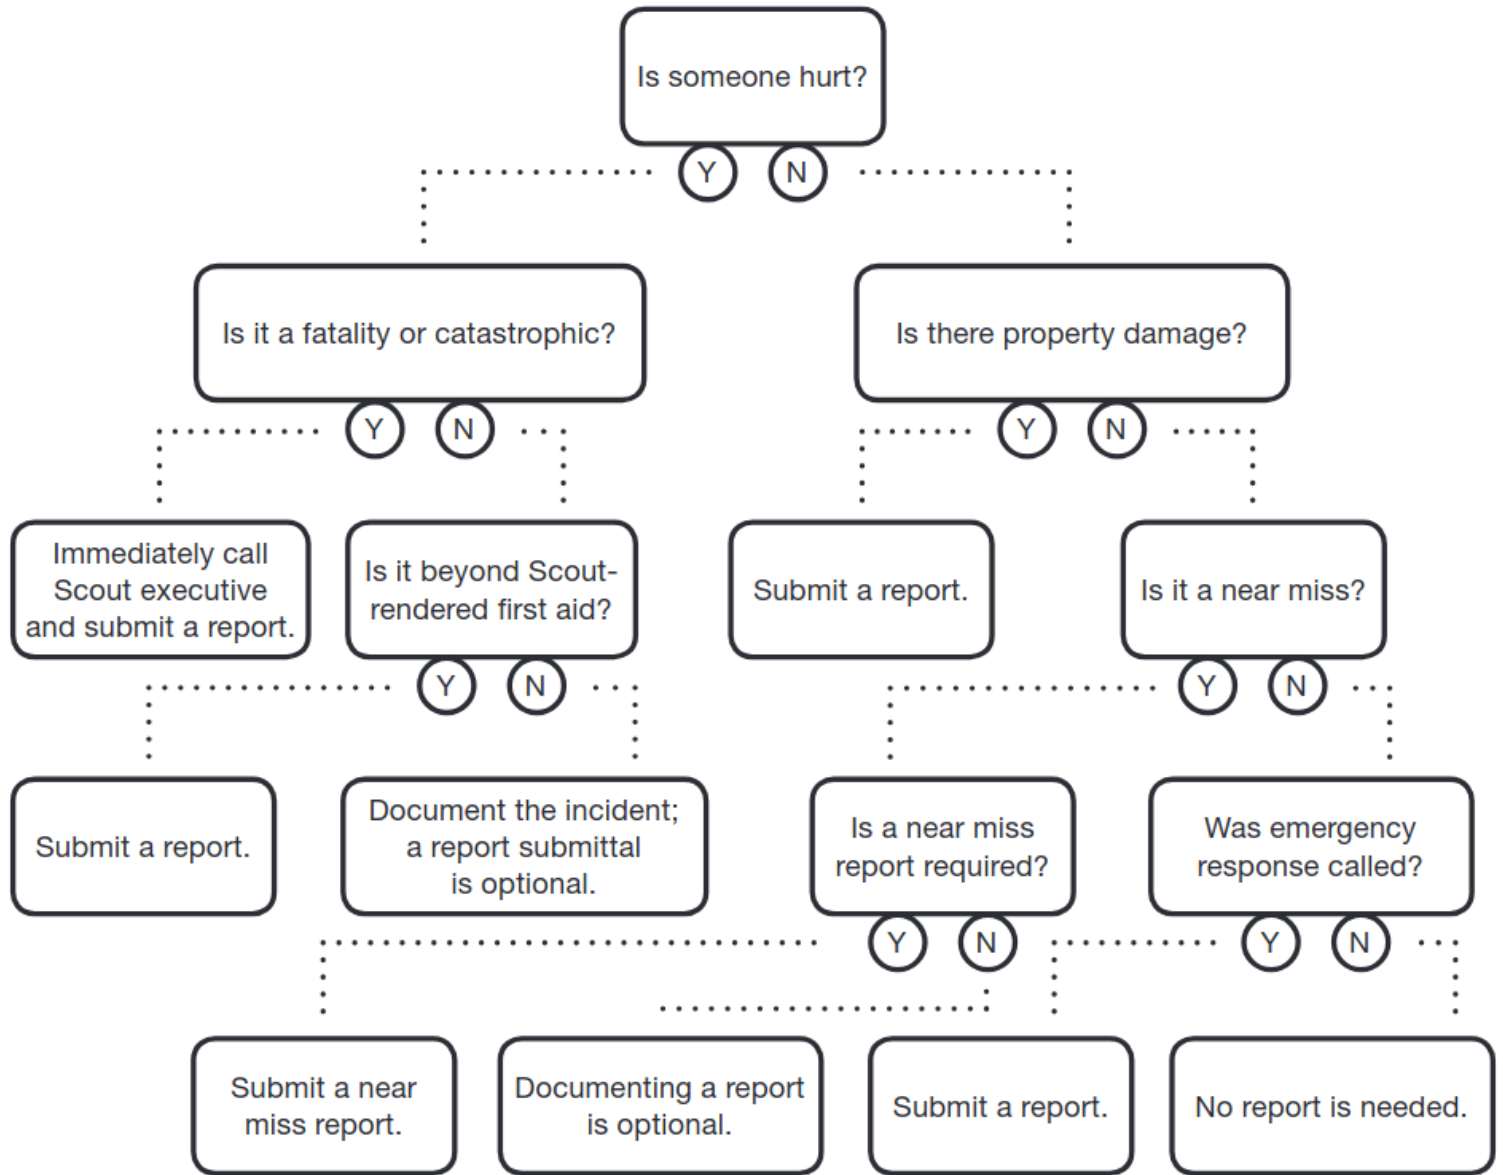 Is someone hurt?
Y N
Is it a fatality or catastrophic?
Is there property damage?
Y N
Y N
Immediately call
Scout executive
and submit a report.
Is it beyond Scout-
rendered first aid?
Submit a report.
Is it a near miss?
Y N
Y N
Submit a report.
Document the incident;
a report submittal
is optional.
Is a near miss
report required?
Was emergency
response called?
Y N
Y N
Submit a near
miss report.
Documenting a report
is optional.
Submit a report.
No report is needed.